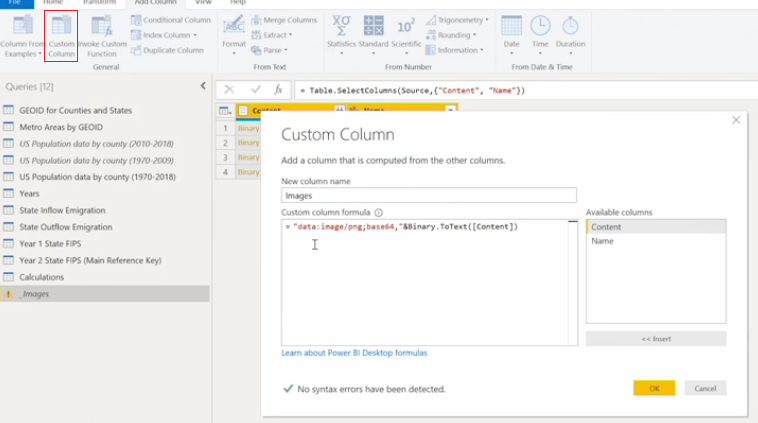 File Home Transform Add Column View Help
Column From Examples
Custom Column
Invoke Custom Function
Conditional Column
Index Column
Duplicate Column
General
Format
Merge Columns
Extract
Parse
From Text
Statistics
Standard
Scientific
Trigonometry
Rounding
Information
From Number
Date
Time
Duration
From Date & Time
Queries [12]
= Table.SelectColumns(Source,{"Content", "Name"})
GEOID for Counties and States
Metro Areas by GEOID
US Population data by county (2010-2018)
US Population data by county (1970-2009)
US Population data by county (1970-2018)
Years
State Inflow Emigration
State Outflow Emigration
Year 1 State FIPS
Year 2 State FIPS (Main Reference Key)
Calculations
_Images
Content Name
1 Binary
2 Binary
3 Binary
4 Binary
Custom Column
Add a column that is computed from the other columns.
New column name
Images
Custom column formula
= "data:image/png;base64,"&Binary.ToText([Content])
Available columns
Content
Name
<< Insert
Learn about Power BI Desktop formulas
No syntax errors have been detected.
OK
Cancel